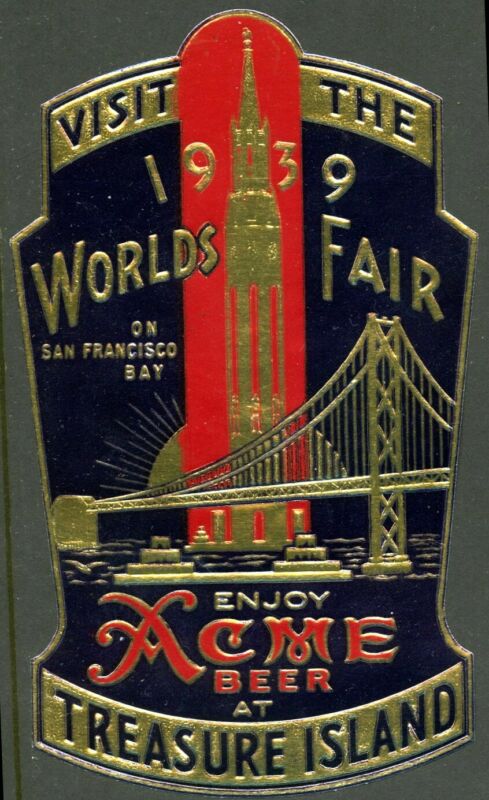 VISIT THE
1939
WORLDS FAIR
ON
SAN FRANCISCO
BAY
ENJOY
ACME
BEER
AT
TREASURE ISLAND